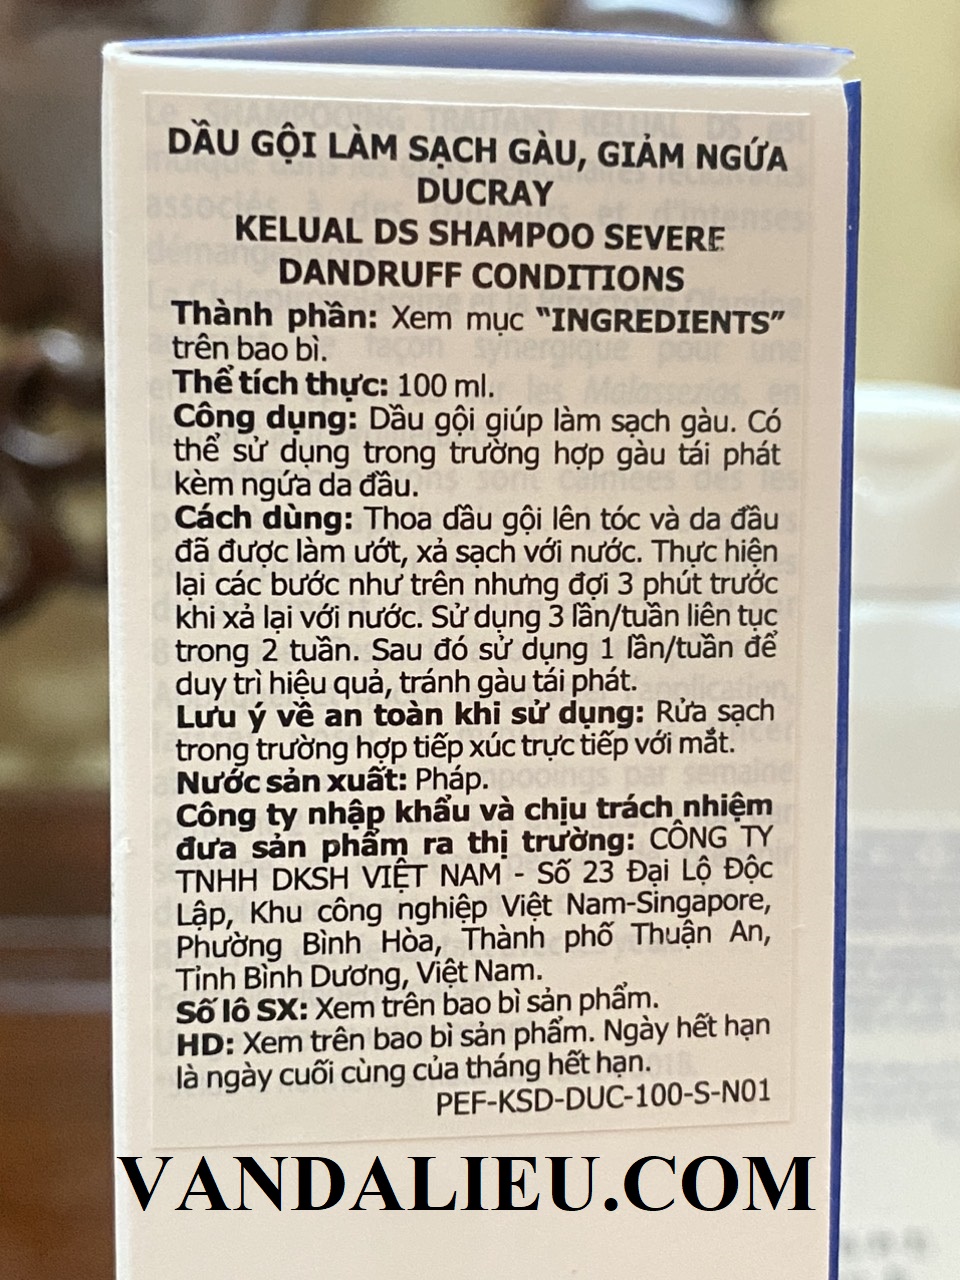 DẦU GỘI LÀM SẠCH GÀU, GIẢM NGỨA
DUCRAY
KELUAL DS SHAMPOO SEVERE
DANDRUFF CONDITIONS
Thành phần: Xem mục “INGREDIENTS”
trên bao bì.
Thể tích thực: 100 ml.
Công dụng: Dầu gội giúp làm sạch gàu. Có
thể sử dụng trong trường hợp gàu tái phát
kèm ngứa da đầu.
Cách dùng: Thoa dầu gội lên tóc và da đầu
đã được làm ướt, xả sạch với nước. Thực hiện
lại các bước như trên nhưng đợi 3 phút trước
khi xả lại với nước. Sử dụng 3 lần/tuần liên tục
trong 2 tuần. Sau đó sử dụng 1 lần/tuần để
duy trì hiệu quả, tránh gàu tái phát.
Lưu ý về an toàn khi sử dụng: Rửa sạch
trong trường hợp tiếp xúc trực tiếp với mắt.
Nước sản xuất: Pháp.
Công ty nhập khẩu và chịu trách nhiệm
đưa sản phẩm ra thị trường: CÔNG TY
TNHH DKSH VIỆT NAM - Số 23 Đại Lộ Độc
Lập, Khu công nghiệp Việt Nam-Singapore,
Phường Bình Hòa, Thành phố Thuận An,
Tỉnh Bình Dương, Việt Nam.
Số lô SX: Xem trên bao bì sản phẩm.
HD: Xem trên bao bì sản phẩm. Ngày hết hạn
là ngày cuối cùng của tháng hết hạn.
PEF-KSD-DUC-100-S-N01
VANDALIEU.COM